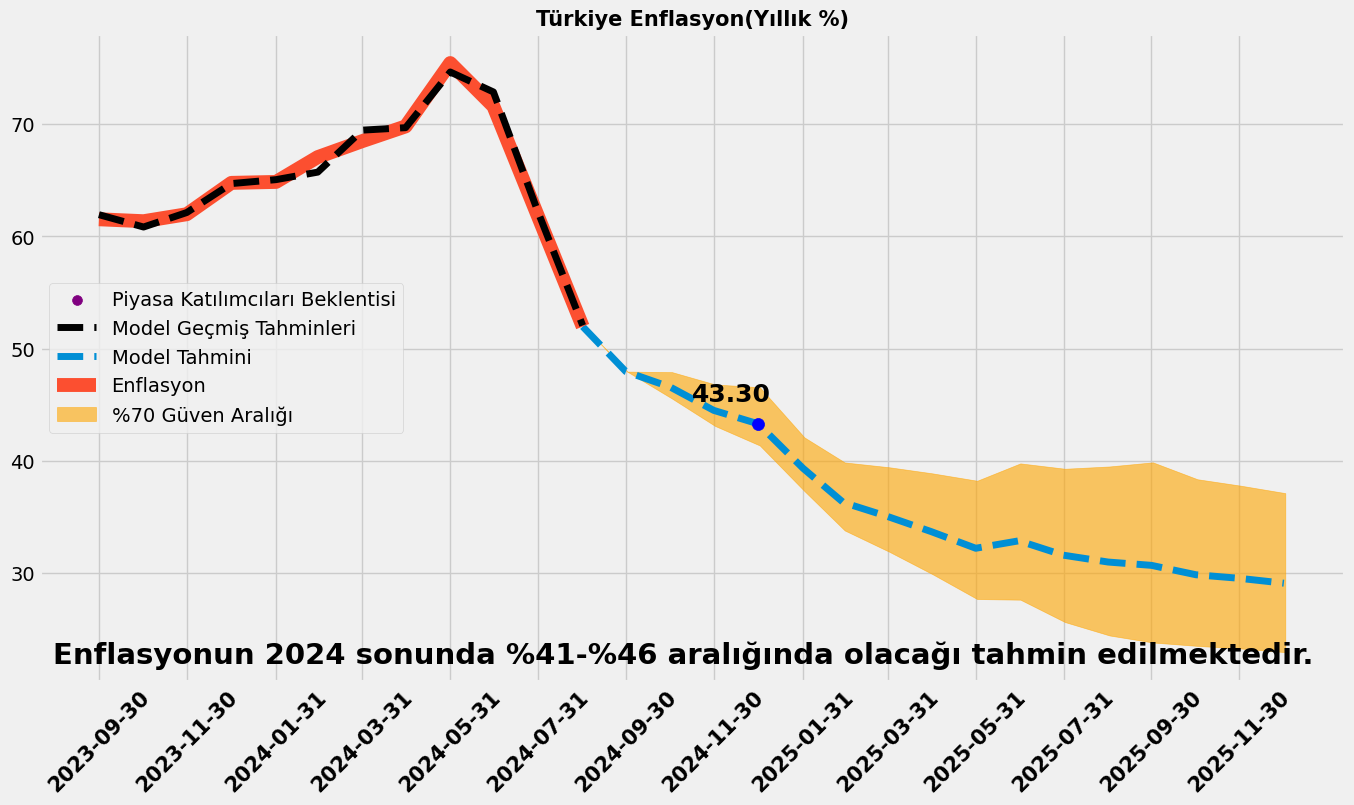 Türkiye Enflasyon(Yıllık %)
70
60
50
40
30
Piyasa Katılımcıları Beklentisi
Model Geçmiş Tahminleri
Model Tahmini
Enflasyon
%70 Güven Aralığı
43.30
Enflasyonun 2024 sonunda %41-%46 aralığında olacağı tahmin edilmektedir.
2023-09-30
2023-11-30
2024-01-31
2024-03-31
2024-05-31
2024-07-31
2024-09-30
2024-11-30
2025-01-31
2025-03-31
2025-05-31
2025-07-31
2025-09-30
2025-11-30